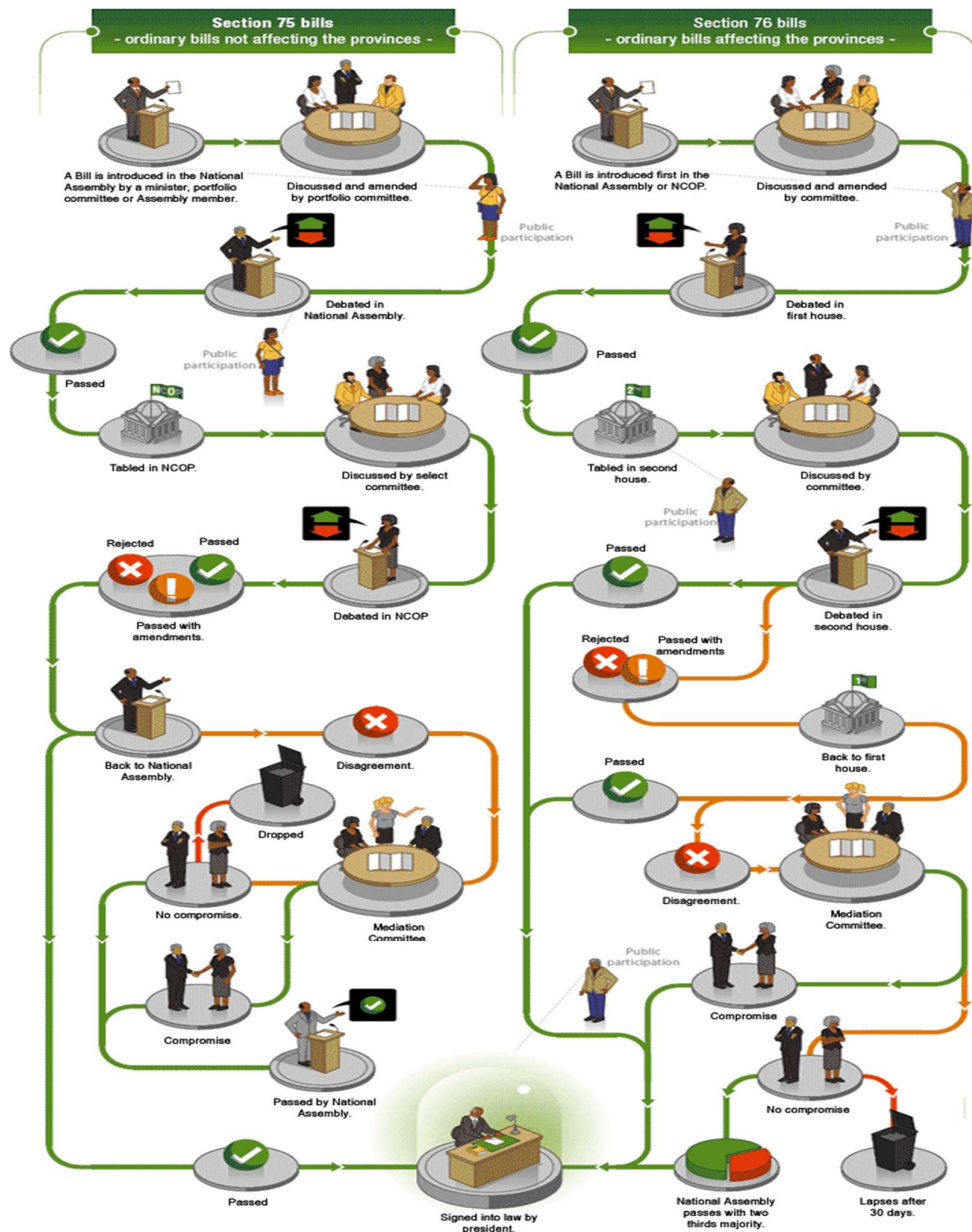 Section 75 bills
- ordinary bills not affecting the provinces -
A Bill is introduced in the National
Assembly by a minister, portfolio
committee or Assembly member.
Discussed and amended
by portfolio committee.
Public
participation
Debated in
National Assembly.
Passed
Public
participation
NCOP
Tabled in NCOP.
Discussed by select
committee.
Debated in NCOP
Rejected
Passed
Passed with
amendments.
Back to National
Assembly.
Disagreement.
Dropped
No compromise.
Mediation
Committee.
Compromise
Passed by National
Assembly.
Passed
Signed into law by
president.
Section 76 bills
- ordinary bills affecting the provinces -
A Bill is introduced first in the
National Assembly or NCOP.
Discussed and amended
by committee.
Public
participation
Debated in
first house.
Passed
2nd
Tabled in second
house.
Discussed by
committee.
Public
participation
Debated in
second house.
Passed
Rejected
Passed with
amendments
1st
Back to first
house.
Passed
Disagreement.
Mediation
Committee.
Public
participation
Compromise
No compromise
National Assembly
passes with two
thirds majority.
Lapses after
30 days.